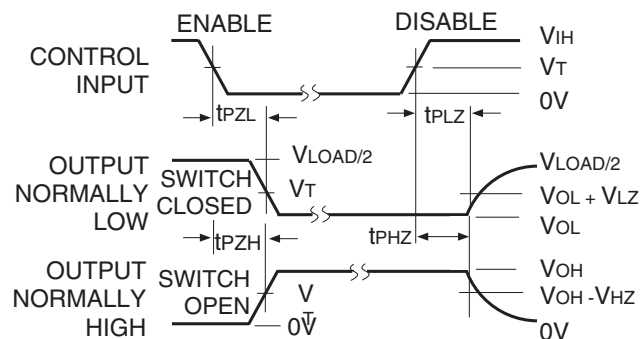 ENABLE
DISABLE
CONTROL
INPUT
VIH
VT
0V
tPZL
tPLZ
OUTPUT
NORMALLY
LOW
SWITCH
CLOSED
VLOAD/2
VT
VLOAD/2
VOL + VLZ
VOL
tPZH
tPHZ
OUTPUT
NORMALLY
HIGH
SWITCH
OPEN
V
T
0V
VOH
VOH -VHZ
0V